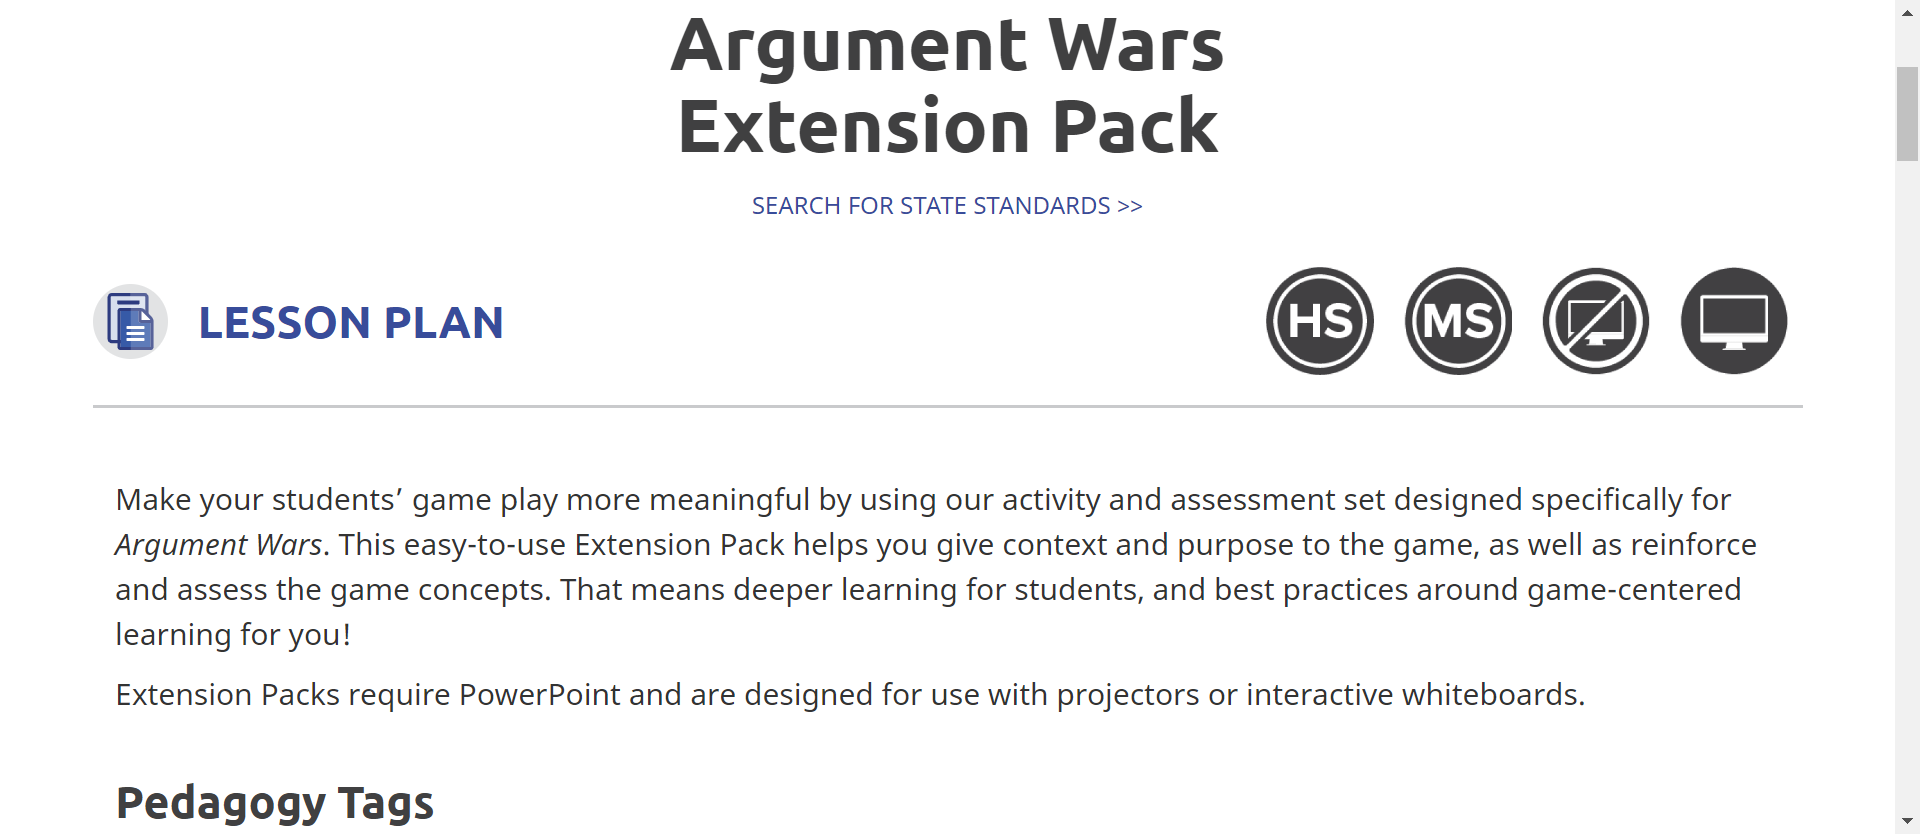 Argument Wars
Extension Pack
SEARCH FOR STATE STANDARDS >>
LESSON PLAN
HS
MS
Make your students’ game play more meaningful by using our activity and assessment set designed specifically for
Argument Wars. This easy-to-use Extension Pack helps you give context and purpose to the game, as well as reinforce
and assess the game concepts. That means deeper learning for students, and best practices around game-centered
learning for you!
Extension Packs require PowerPoint and are designed for use with projectors or interactive whiteboards.
Pedagogy Tags